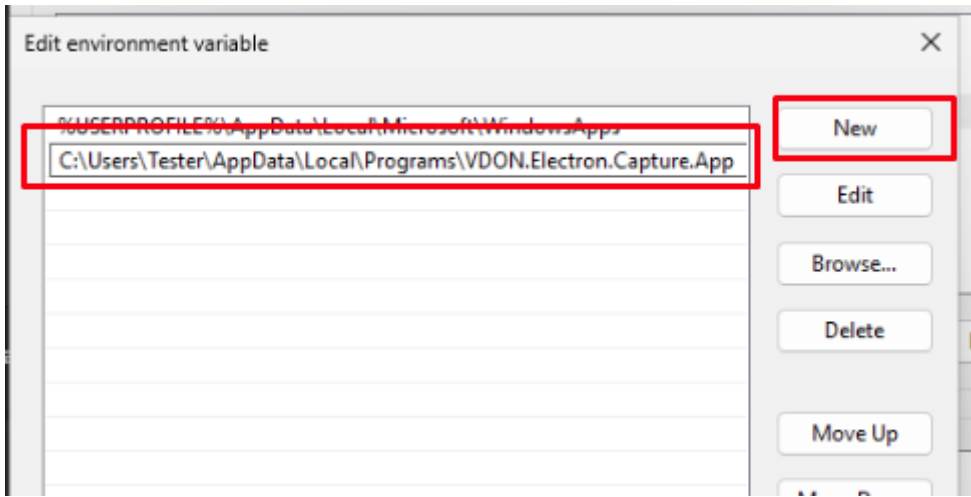 Edit environment variable
%USERPROFILE%\AppData\Local\Microsoft\WindowsApps
New
C:\Users\Tester\AppData\Local\Programs\VDON.Electron.Capture.App
Edit
Browse...
Delete
Move Up